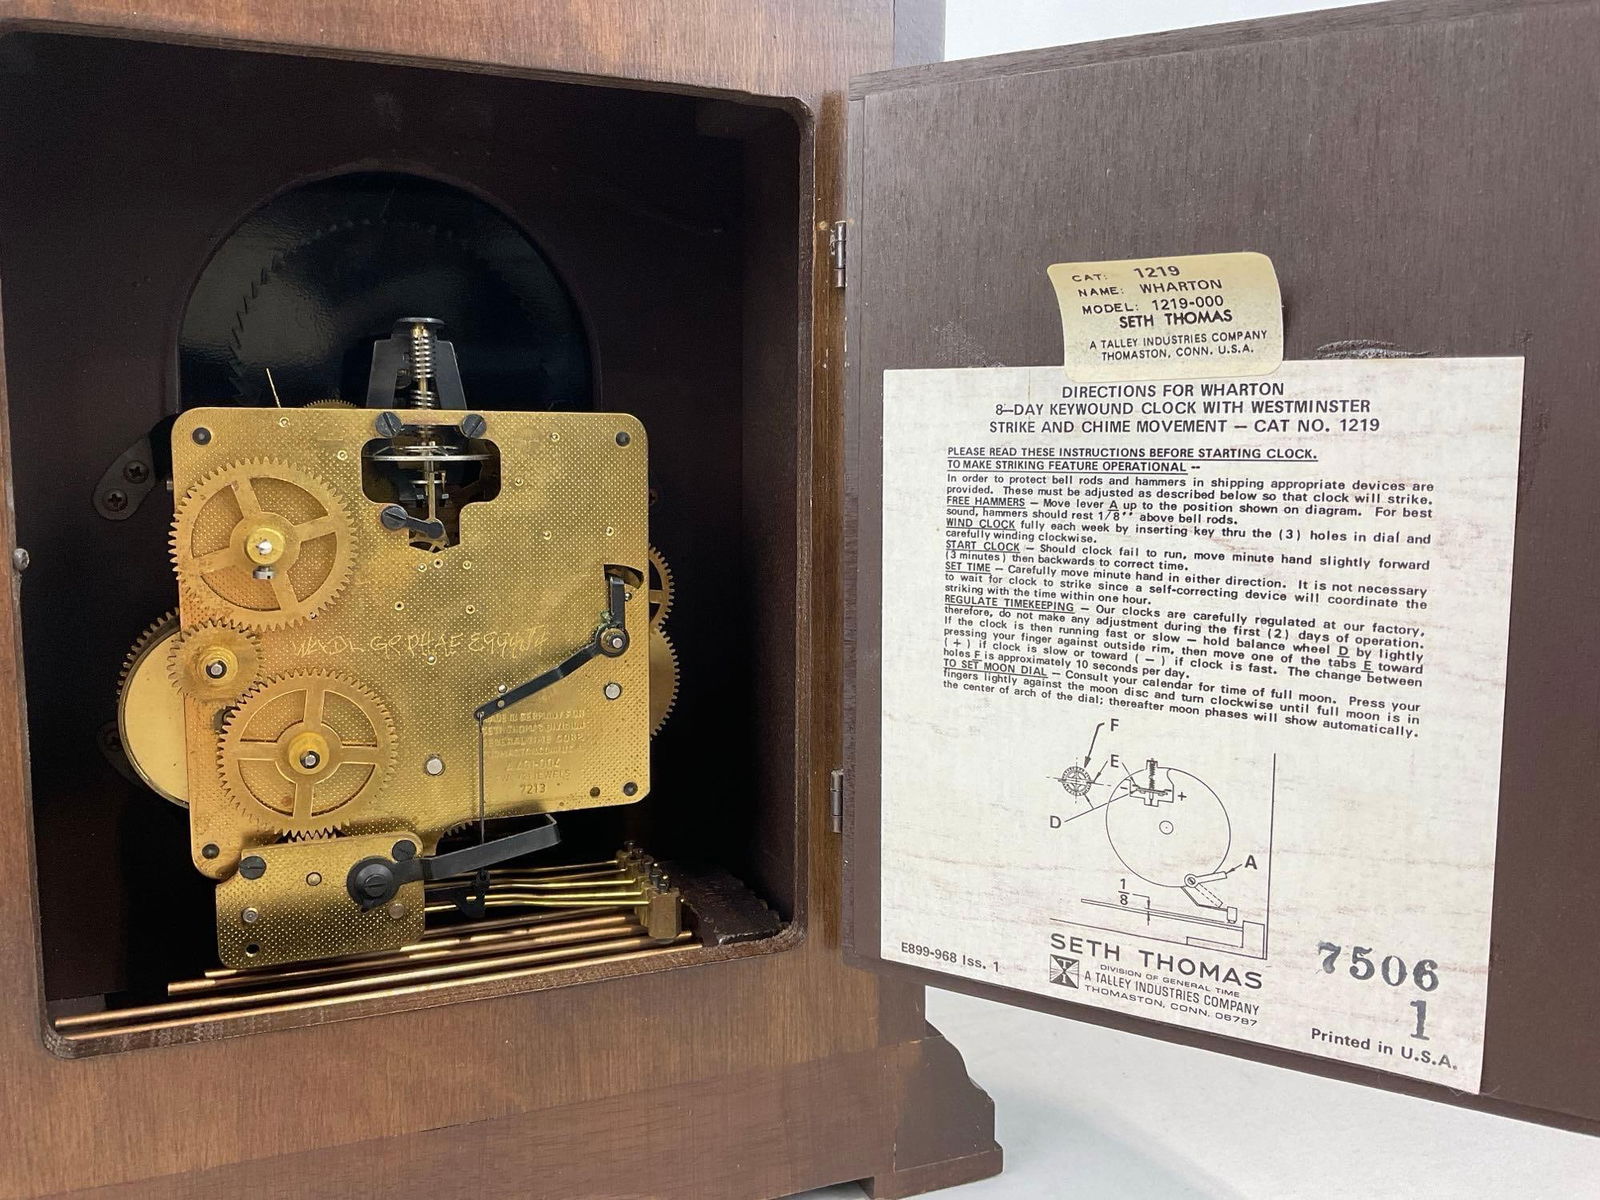 CAT: 1219
NAME: WHARTON
MODEL: 1219-000
SETH THOMAS
A TALLEY INDUSTRIES COMPANY
THOMASTON, CONN. U.S.A.
DIRECTIONS FOR WHARTON
8-DAY KEYWOUND CLOCK WITH WESTMINSTER
STRIKE AND CHIME MOVEMENT — CAT NO. 1219
PLEASE READ THESE INSTRUCTIONS BEFORE STARTING CLOCK.
TO MAKE STRIKING FEATURE OPERATIONAL --
In order to protect bell rods and hammers in shipping appropriate devices are
provided. These must be adjusted as described below so that clock will strike.
FREE HAMMERS — Move lever A up to the position shown on diagram. For best
sound, hammers should rest 1/8'' above bell rods.
WIND CLOCK fully each week by inserting key thru the (3) holes in dial and
carefully winding clockwise.
START CLOCK — Should clock fail to run, move minute hand slightly forward
(3 minutes) then backwards to correct time.
SET TIME — Carefully move minute hand in either direction. It is not necessary
to wait for clock to strike since a self-correcting device will coordinate the
striking with the time within one hour.
REGULATE TIMEKEEPING — Our clocks are carefully regulated at our factory,
therefore, do not make any adjustment during the first (2) days of operation.
If the clock is then running fast or slow — hold balance wheel D by lightly
pressing your finger against outside rim, then move one of the tabs E toward
(+) if clock is slow or toward (—) if clock is fast. The change between
holes F is approximately 10 seconds per day.
TO SET MOON DIAL — Consult your calendar for time of full moon. Press your
fingers lightly against the moon disc and turn clockwise until full moon is in
the center of arch of the dial; thereafter moon phases will show automatically.
F
E
D
+
A
1/8
SETH THOMAS
DIVISION OF GENERAL TIME
A TALLEY INDUSTRIES COMPANY
THOMASTON, CONN. 06787
E899-968 Iss. 1
7506
1
Printed in U.S.A.
MADE IN GERMANY FOR
SETH THOMAS DIVISION
GENERAL TIME CORP.
JEWELS
7213